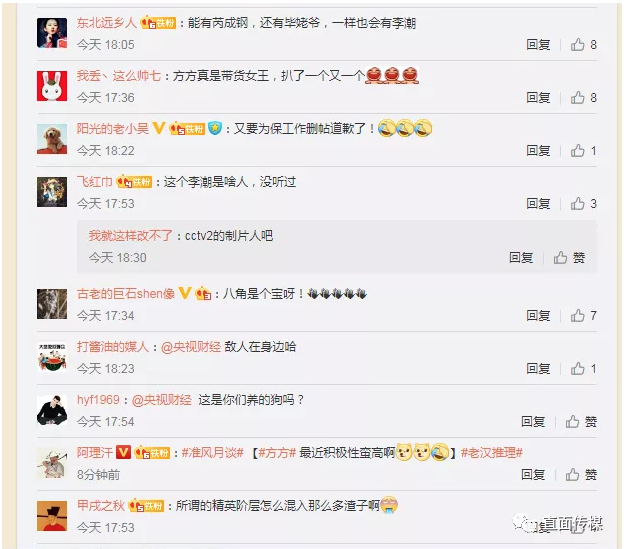 东北远乡人 铁粉：能有芮成钢，还有毕姥爷，一样也会有李潮
今天 18:05 回复 8
我丢丶这么帅七：方方真是带货女王，扒了一个又一个
今天 17:36 回复 8
阳光的老小吴 铁粉：又要为保工作删帖道歉了！
今天 18:22 回复 1
飞红巾 铁粉：这个李潮是啥人，没听过
今天 17:53 回复 3
我就这样改不了：cctv2的制片人吧
今天 18:30 回复 赞
古老的巨石shen像：八角是个宝呀！
今天 17:34 回复 7
打酱油的媒人：@央视财经 敌人在身边哈
今天 18:23 回复 1
hyf1969：@央视财经 这是你们养的狗吗？
今天 17:54 回复 赞
阿理汗 铁粉：#准风月谈#【#方方# 最近积极性蛮高啊】#老汉推理#
8分钟前 回复 赞
甲戌之秋 铁粉：所谓的精英阶层怎么混入那么多渣子啊
今天 17:53 回复
直面传媒